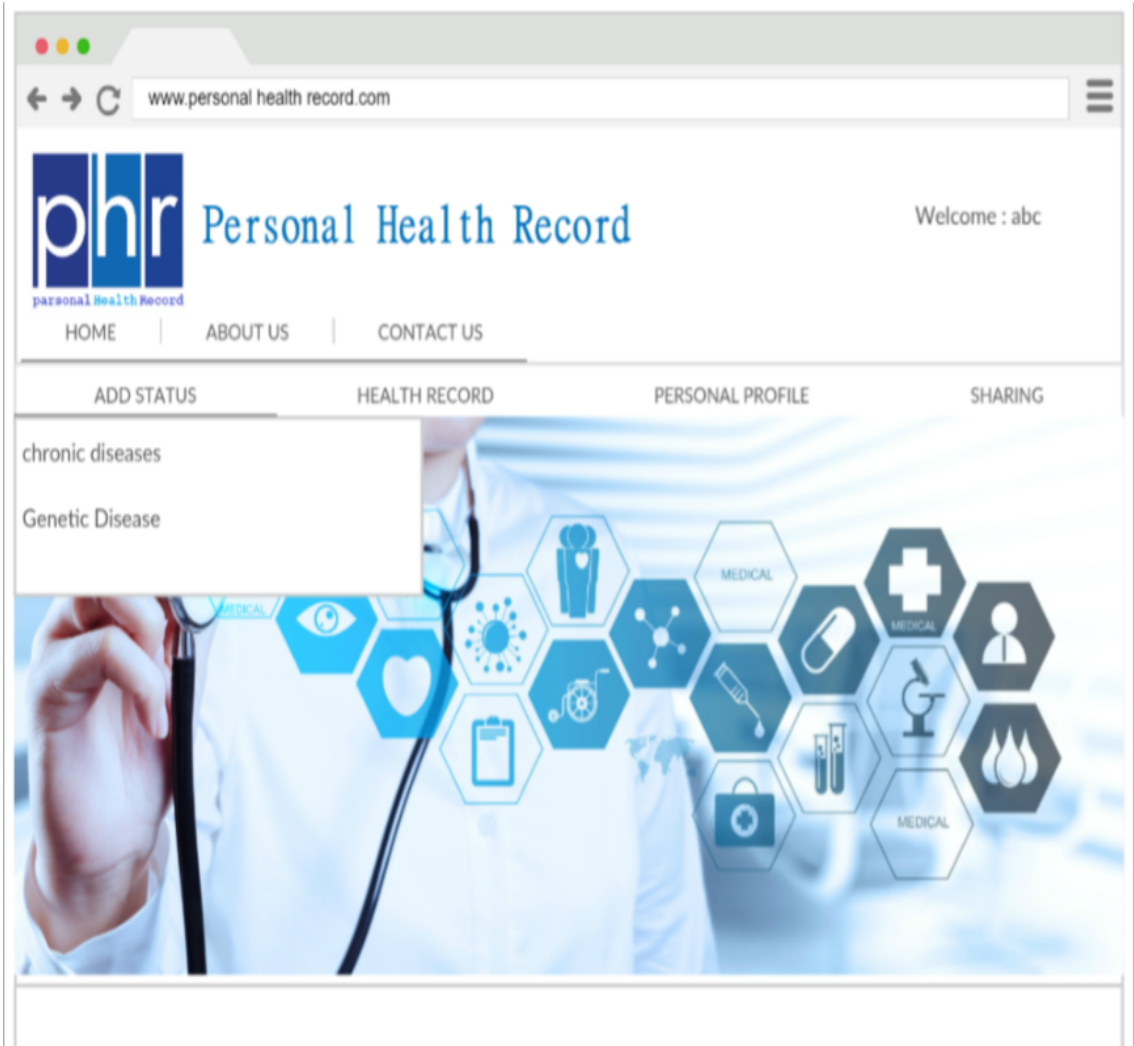 www.personal health record.com
phr
Personal Health Record
Welcome : abc
parsonal Health Record
HOME
ABOUT US
CONTACT US
ADD STATUS
HEALTH RECORD
PERSONAL PROFILE
SHARING
chronic diseases
Genetic Disease
MEDICAL
MEDICAL
MEDICAL
MEDICAL